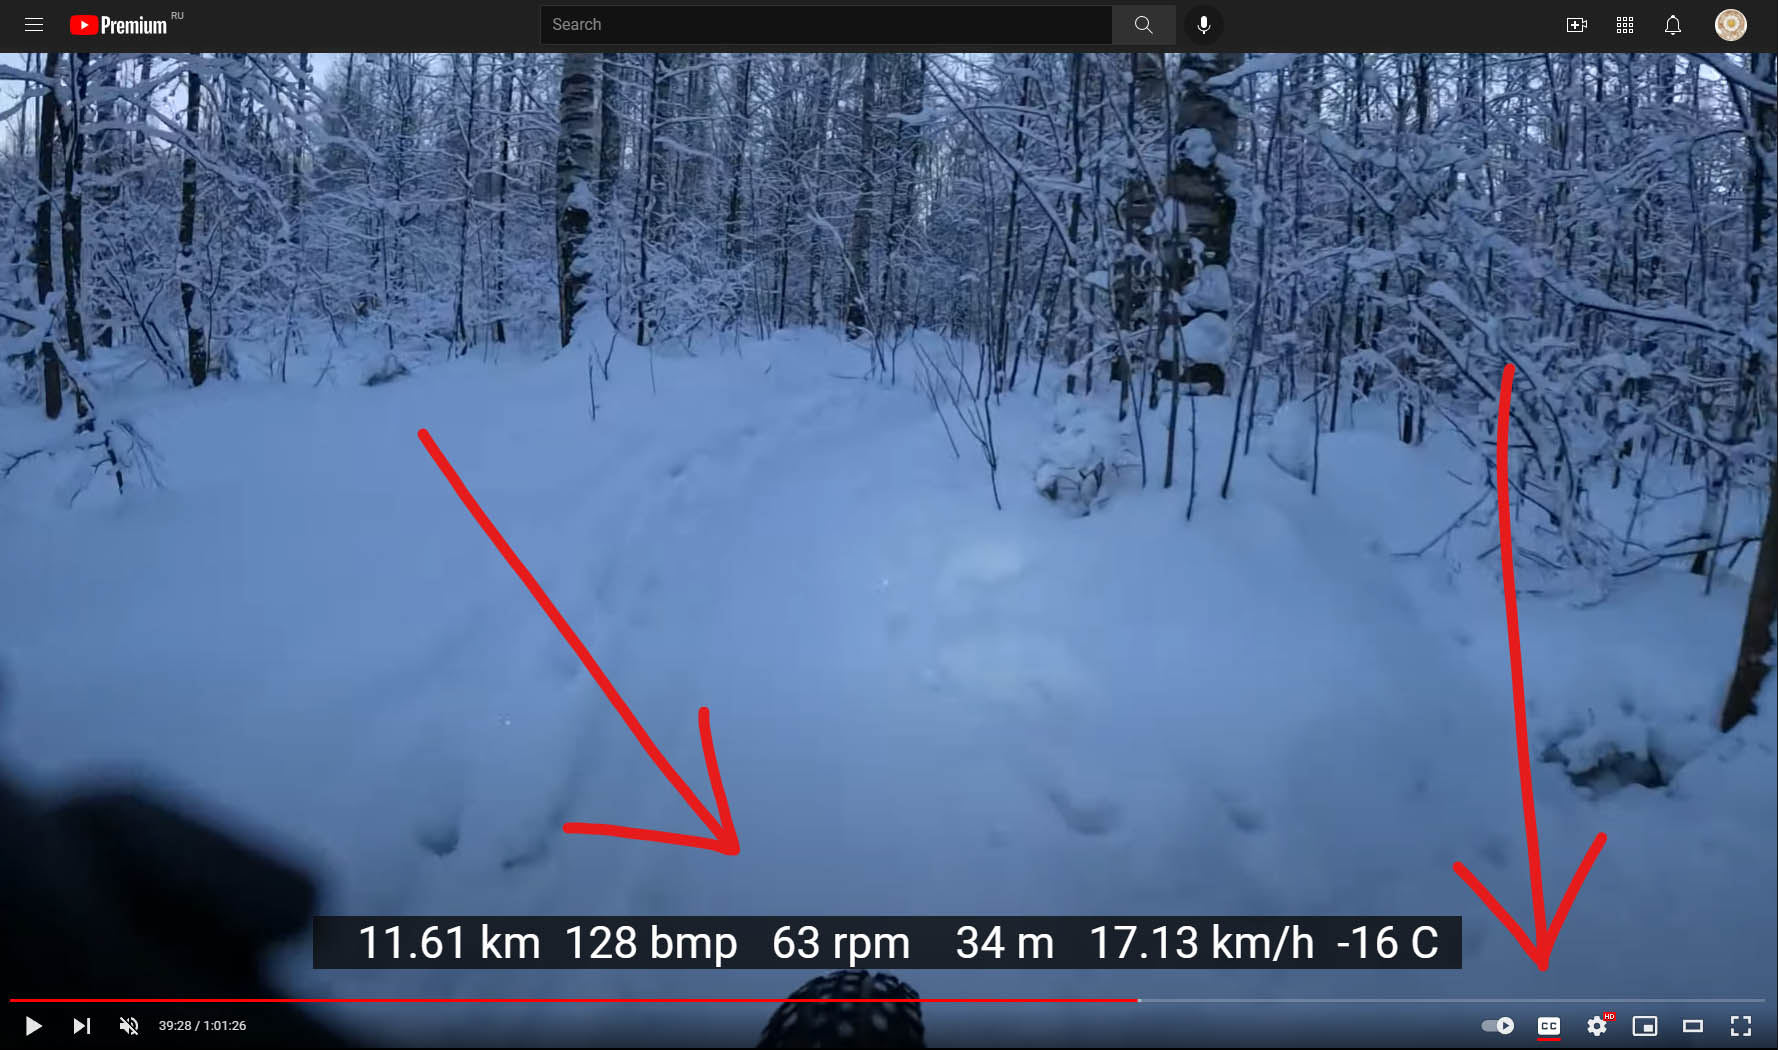 Premium RU
Search
11.61 km 128 bmp 63 rpm 34 m 17.13 km/h -16 C
39:28 / 1:01:26
CC
HD